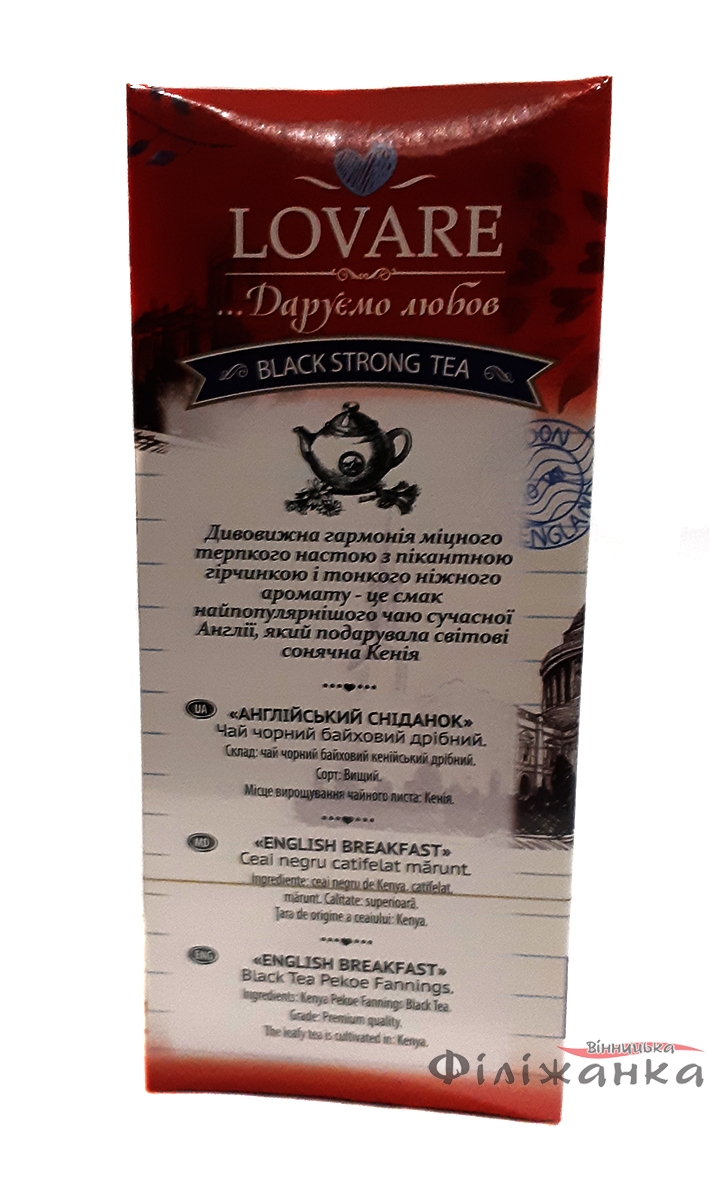 LOVARE
...Даруємо любов
BLACK STRONG TEA
DON
ENGLAND
Дивовижна гармонія міцного
терпкого настою з пікантною
гірчинкою і тонкого ніжного
аромату - це смак
найпопулярнішого чаю сучасної
Англії, який подарувала світові
сонячна Кенія
UA
«АНГЛІЙСЬКИЙ СНІДАНОК»
Чай чорний байховий дрібний.
Склад: чай чорний байховий кенійський дрібний.
Сорт: Вищий.
Місце вирощування чайного листа: Кенія.
MD
«ENGLISH BREAKFAST»
Ceai negru catifelat mărunt.
Ingrediente: ceai negru de Kenya, catifelat,
mărunt. Calitate: superioară.
Țara de origine a ceaiului: Kenya.
ENG
«ENGLISH BREAKFAST»
Black Tea Pekoe Fannings.
Ingredients: Kenya Pekoe Fannings Black Tea.
Grade: Premium quality.
The leafy tea is cultivated in: Kenya.
Вінницька
Філіжанка